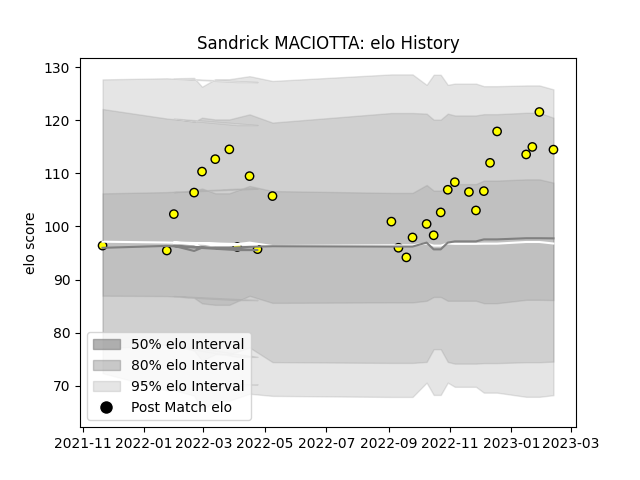 Sandrick MACIOTTA: elo History
elo score
130
120
110
100
90
80
70
50% elo Interval
80% elo Interval
95% elo Interval
Post Match elo
2021-11 2022-01 2022-03 2022-05 2022-07 2022-09 2022-11 2023-01 2023-03